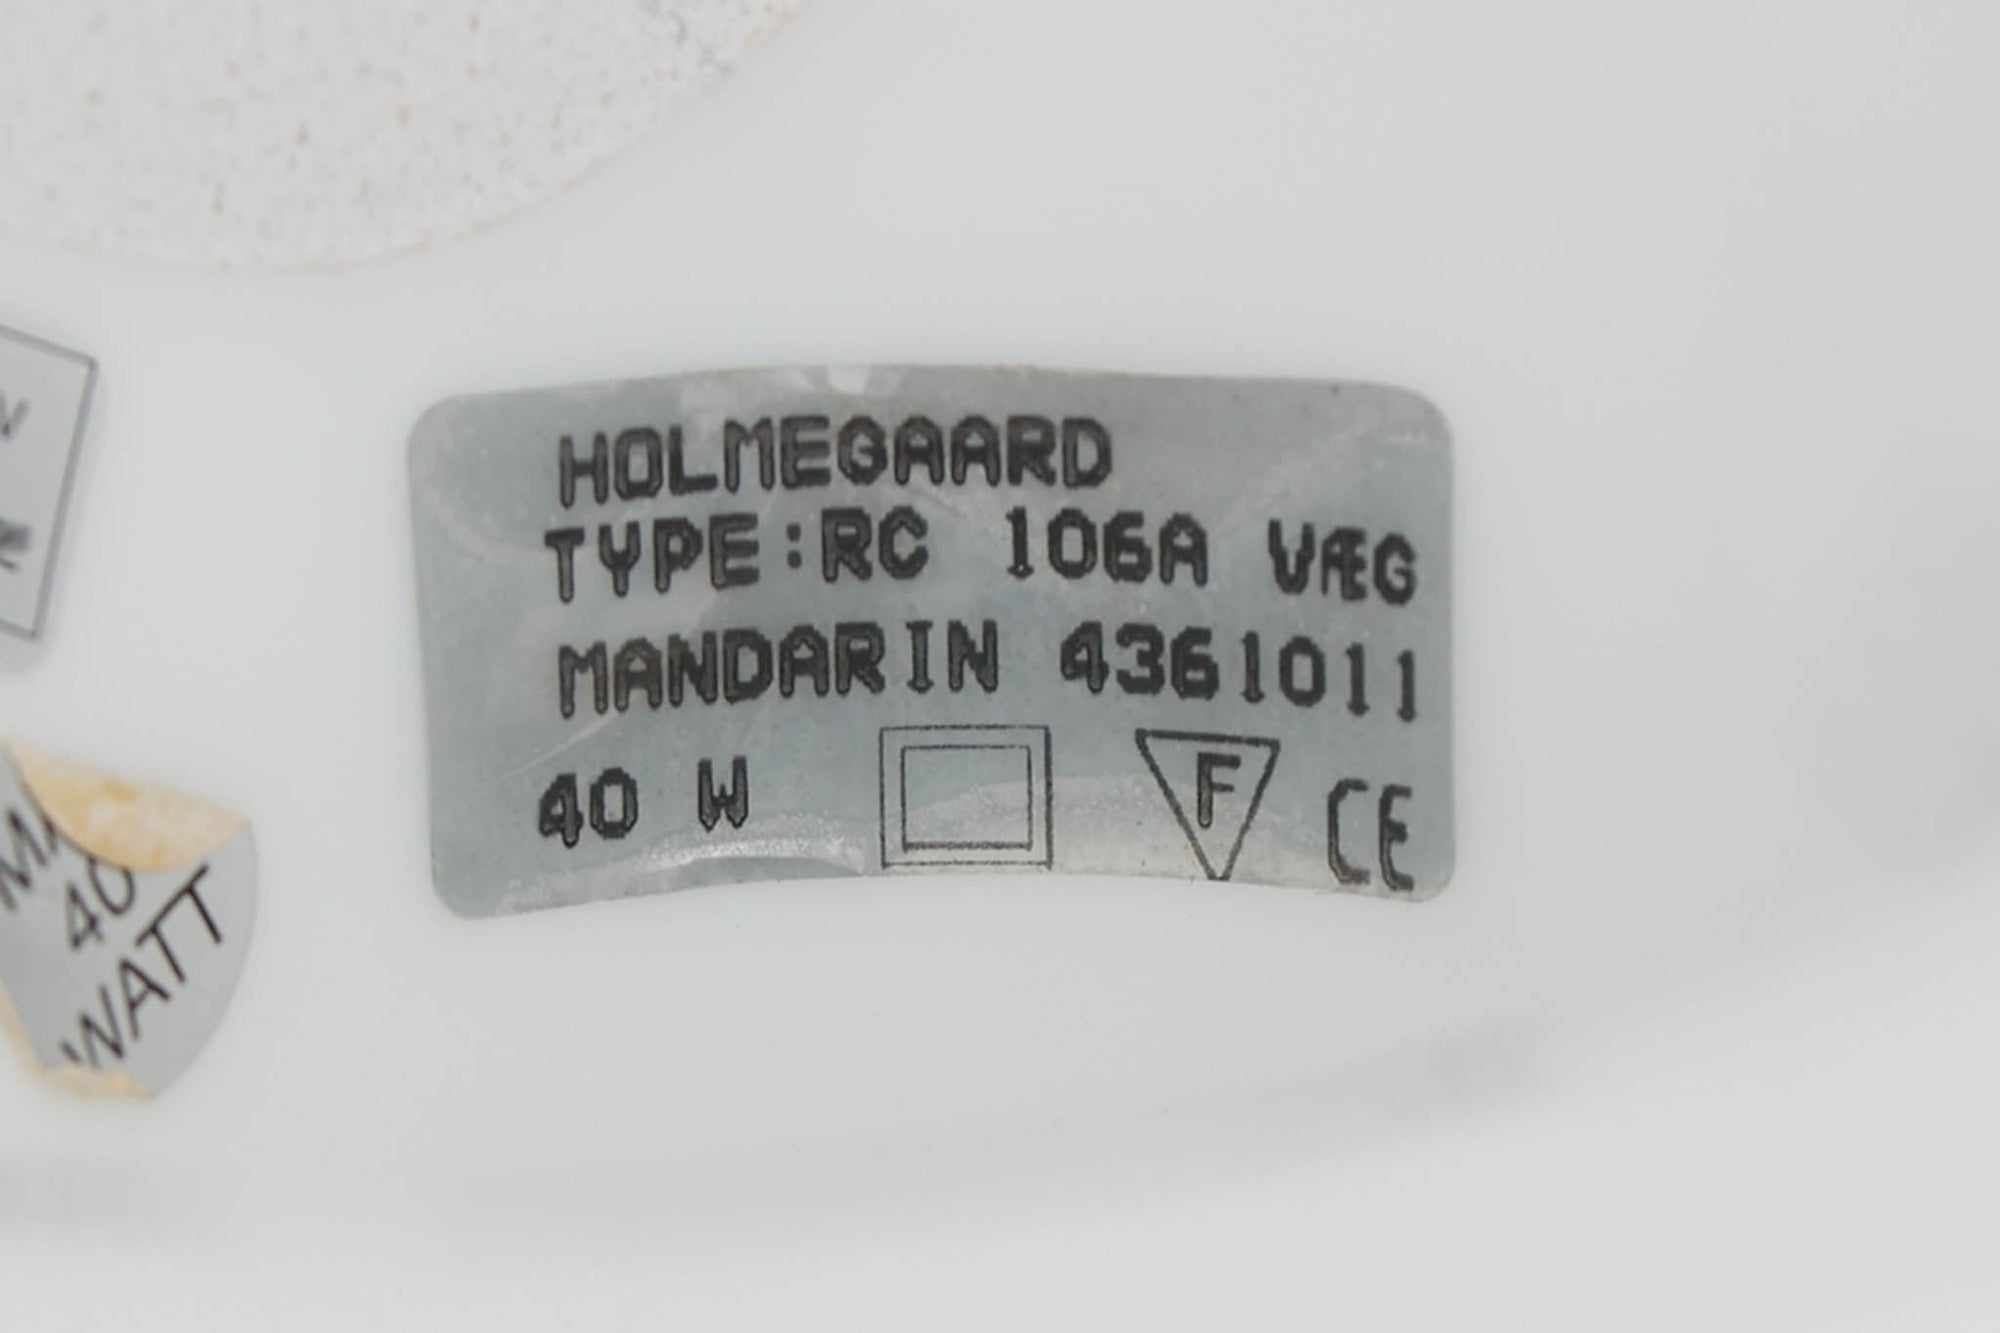 HOLMEGAARD
TYPE:RC 106A VÆG
MANDARIN 4361011
40 W F CE
40
WATT